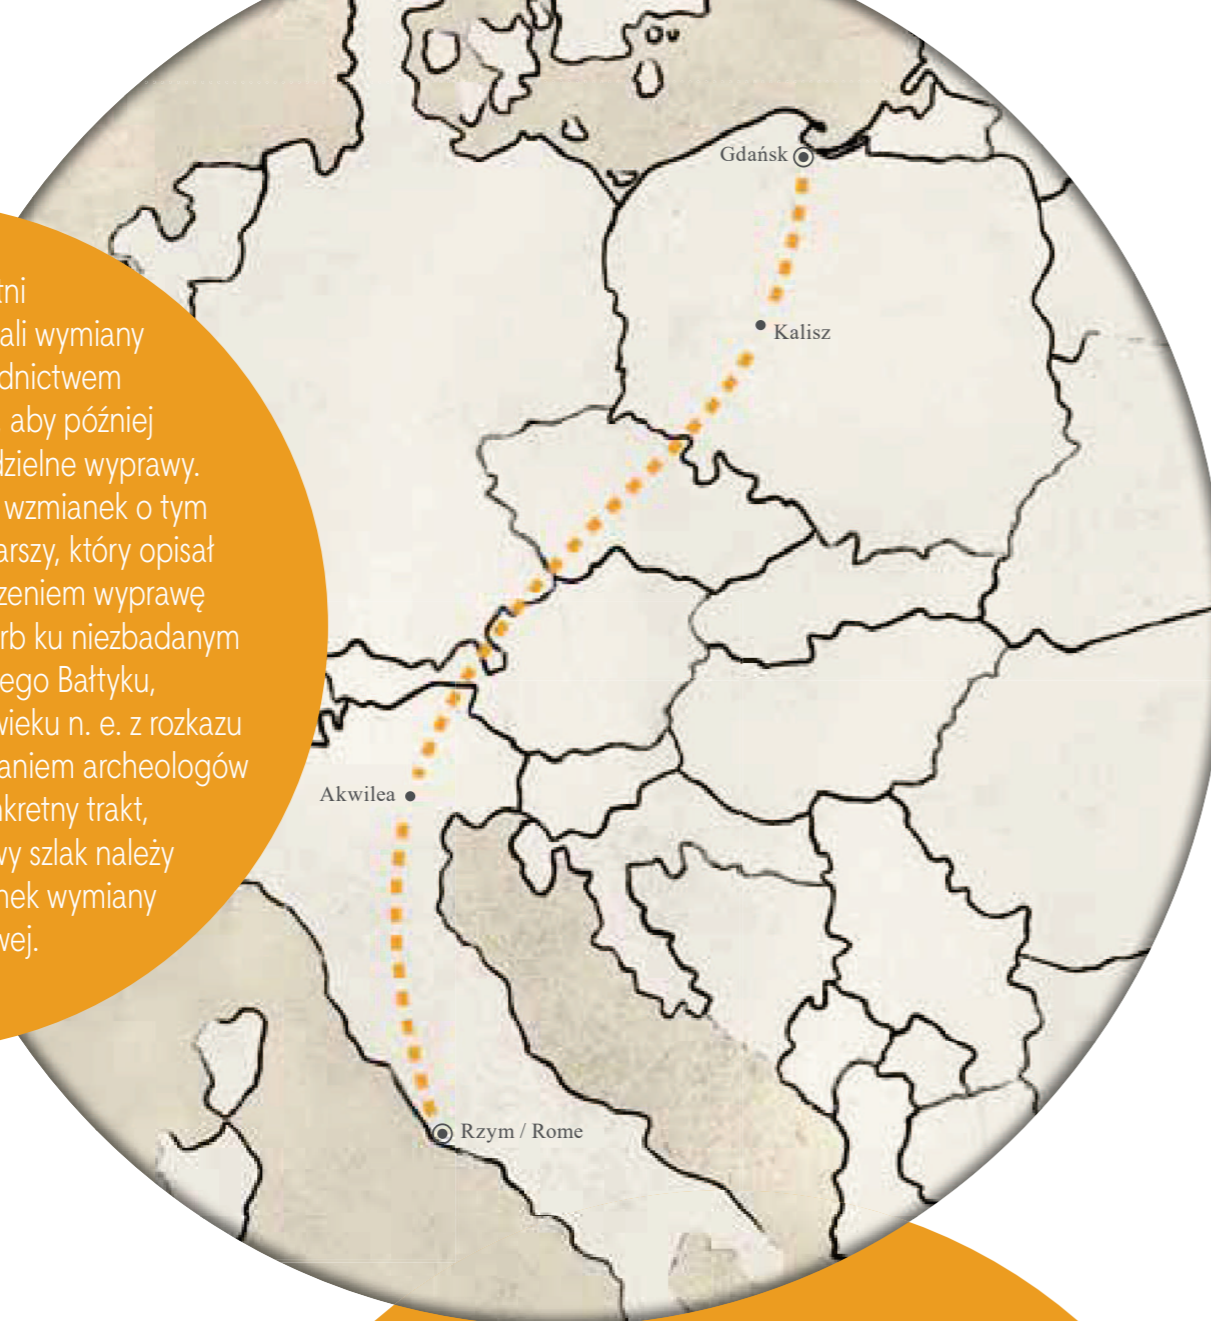 tni
ali wymiany
dnictwem
aby później
dzielne wyprawy.
wzmianek o tym
arszy, który opisał
zeniem wyprawę
rb ku niezbadanym
ego Bałtyku,
wieku n. e. z rozkazu
aniem archeologów
nkretny trakt,
wy szlak należy
nek wymiany
wej.
Gdańsk
Kalisz
Akwilea
Rzym / Rome